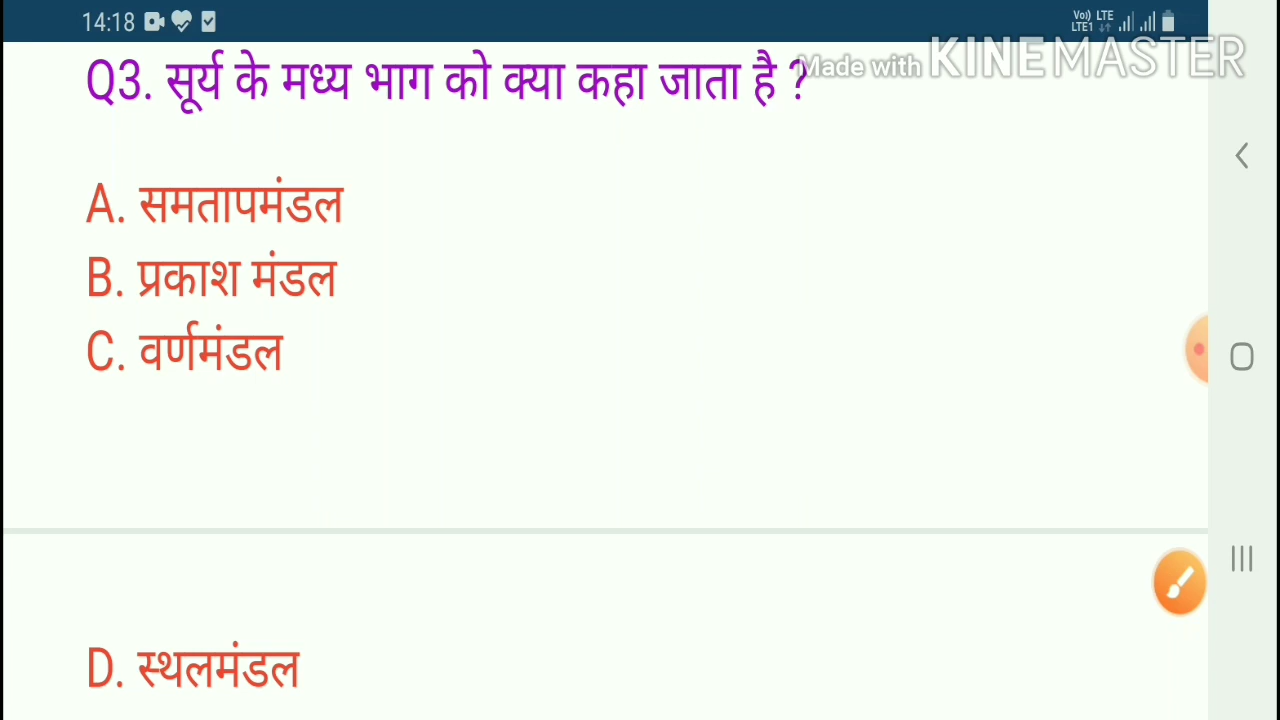 14:18
Vo) LTE
LTE1
Made with KINEMASTER
Q3. सूर्य के मध्य भाग को क्या कहा जाता है ?
A. समतापमंडल
B. प्रकाश मंडल
C. वर्णमंडल
D. स्थलमंडल